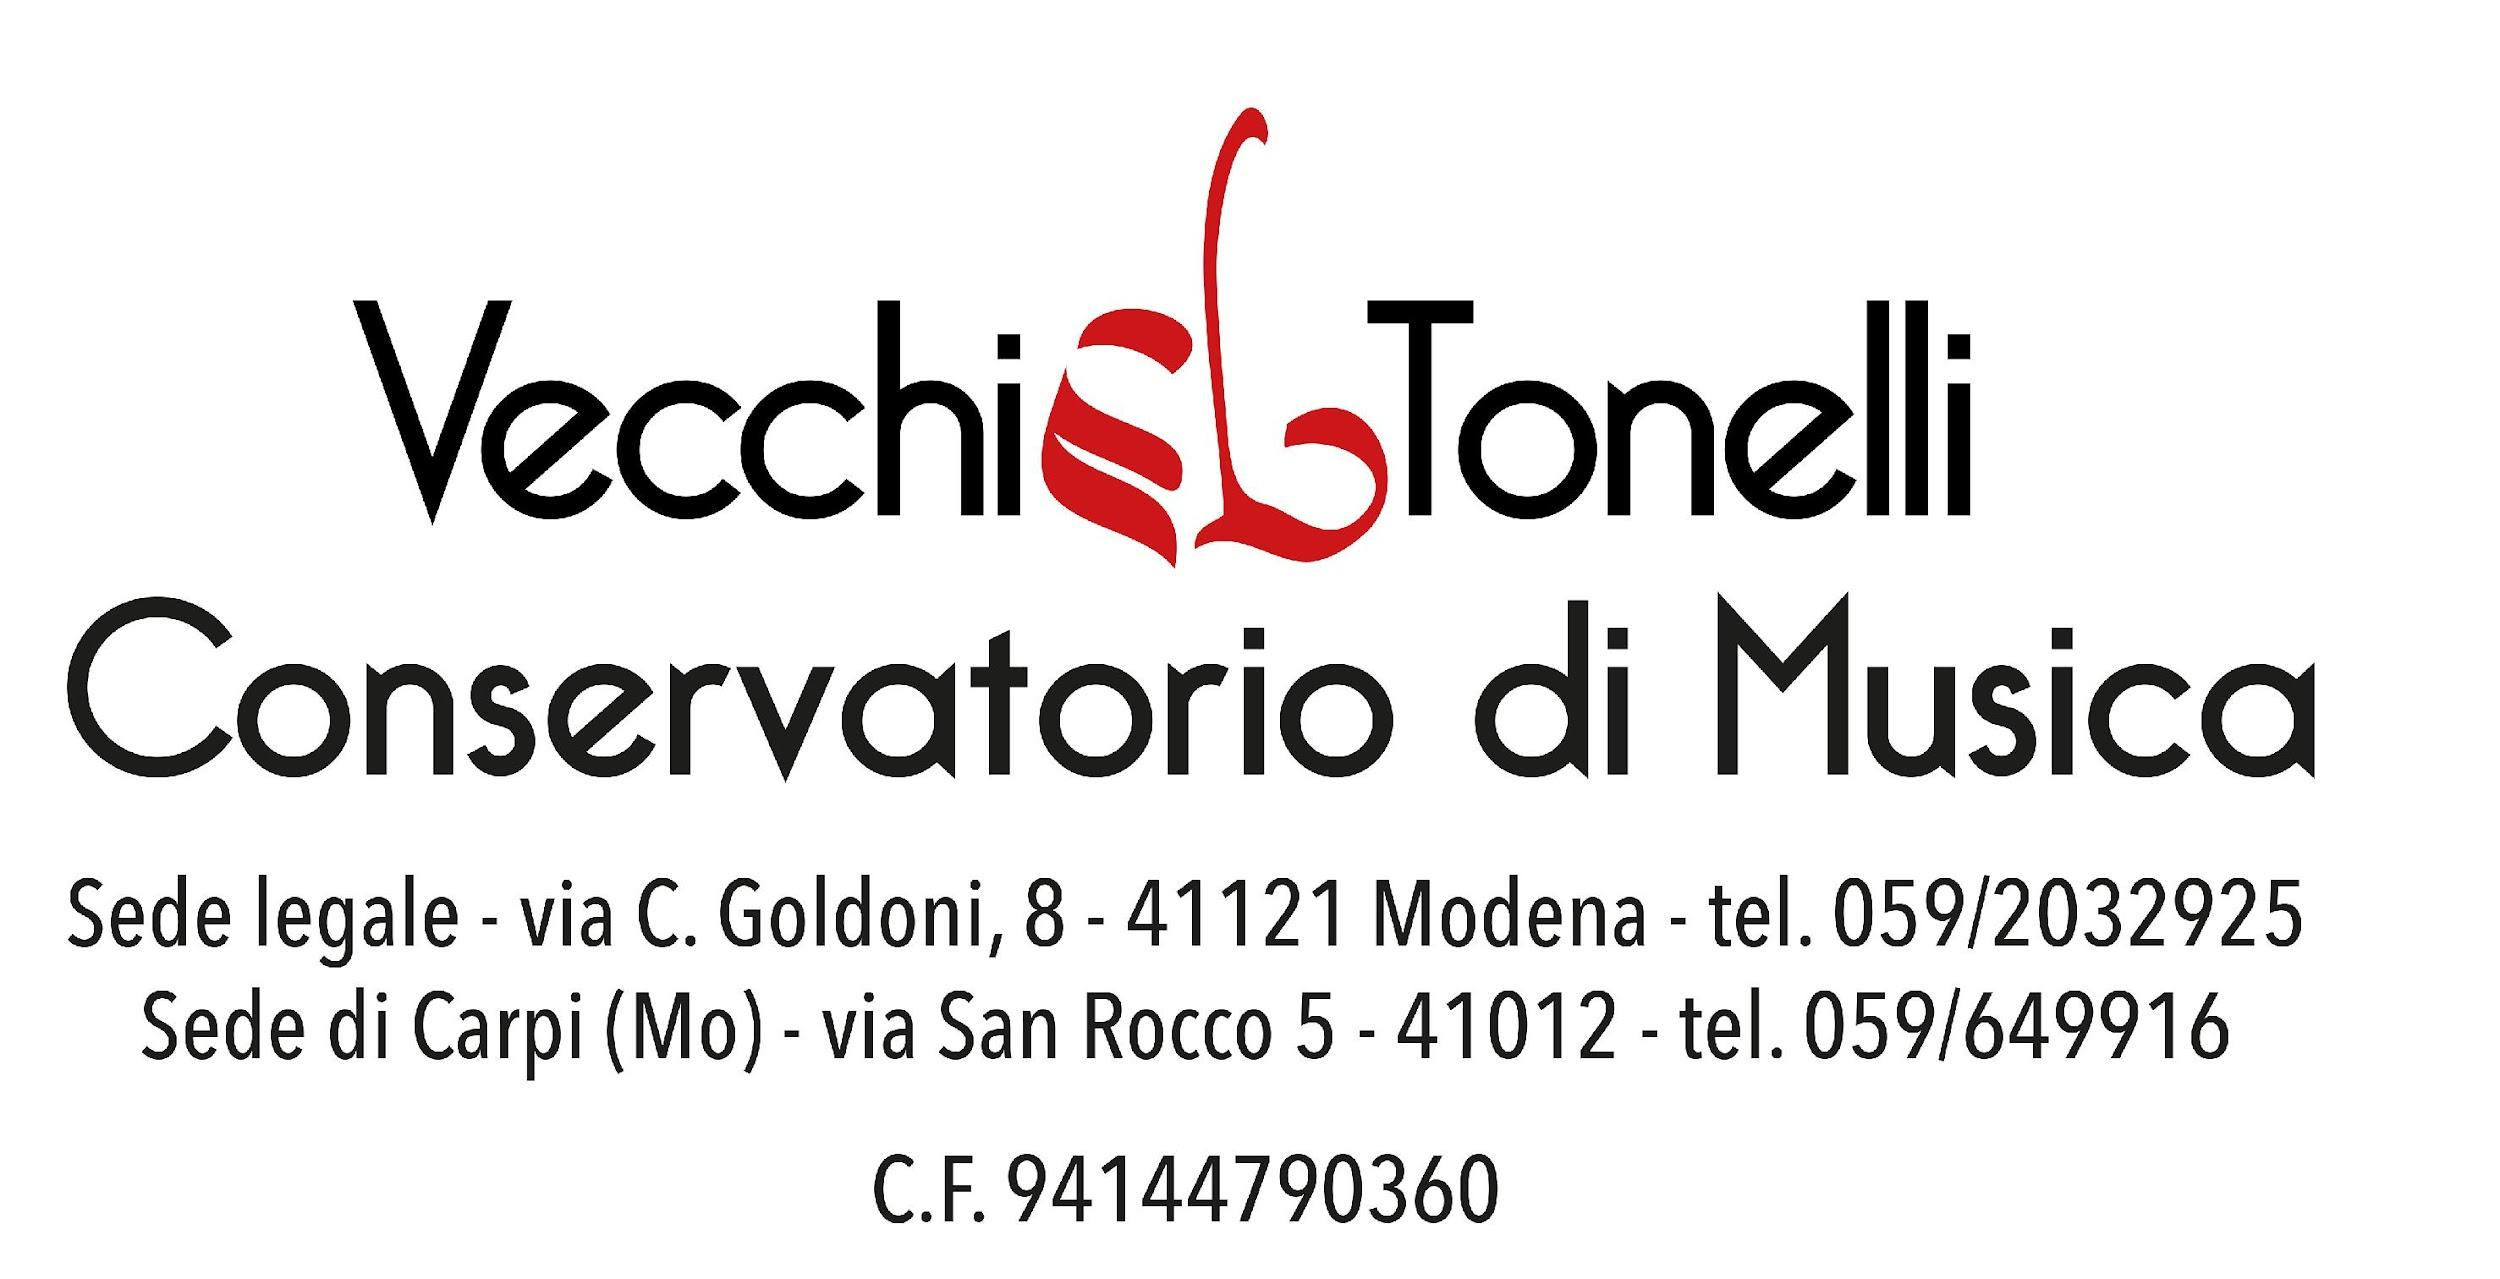 Vecchi Tonelli
Conservatorio di Musica
Sede legale - via C. Goldoni, 8 - 41121 Modena - tel. 059/2032925
Sede di Carpi (Mo) - via San Rocco 5 - 41012 - tel. 059/649916
C.F. 94144790360